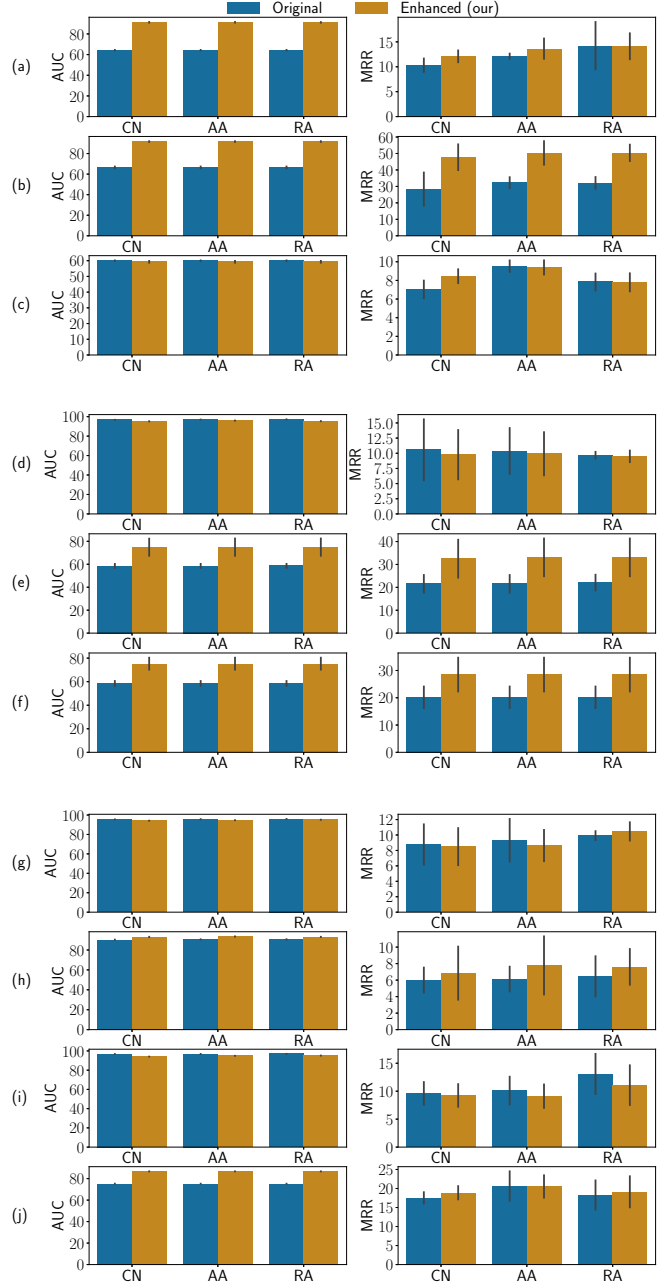 Original Enhanced (our)
(a) AUC 80 60 40 20 0 CN AA RA MRR 15 10 5 0 CN AA RA
(b) AUC 80 60 40 20 0 CN AA RA MRR 60 50 40 30 20 10 0 CN AA RA
(c) AUC 60 50 40 30 20 10 0 CN AA RA MRR 10 8 6 4 2 0 CN AA RA
(d) AUC 100 80 60 40 20 0 CN AA RA MRR 15.0 12.5 10.0 7.5 5.0 2.5 0.0 CN AA RA
(e) AUC 80 60 40 20 0 CN AA RA MRR 40 30 20 10 0 CN AA RA
(f) AUC 80 60 40 20 0 CN AA RA MRR 30 20 10 0 CN AA RA
(g) AUC 100 80 60 40 20 0 CN AA RA MRR 12 10 8 6 4 2 0 CN AA RA
(h) AUC 80 60 40 20 0 CN AA RA MRR 10 8 6 4 2 0 CN AA RA
(i) AUC 100 80 60 40 20 0 CN AA RA MRR 15 10 5 0 CN AA RA
(j) AUC 80 60 40 20 0 CN AA RA MRR 25 20 15 10 5 0 CN AA RA